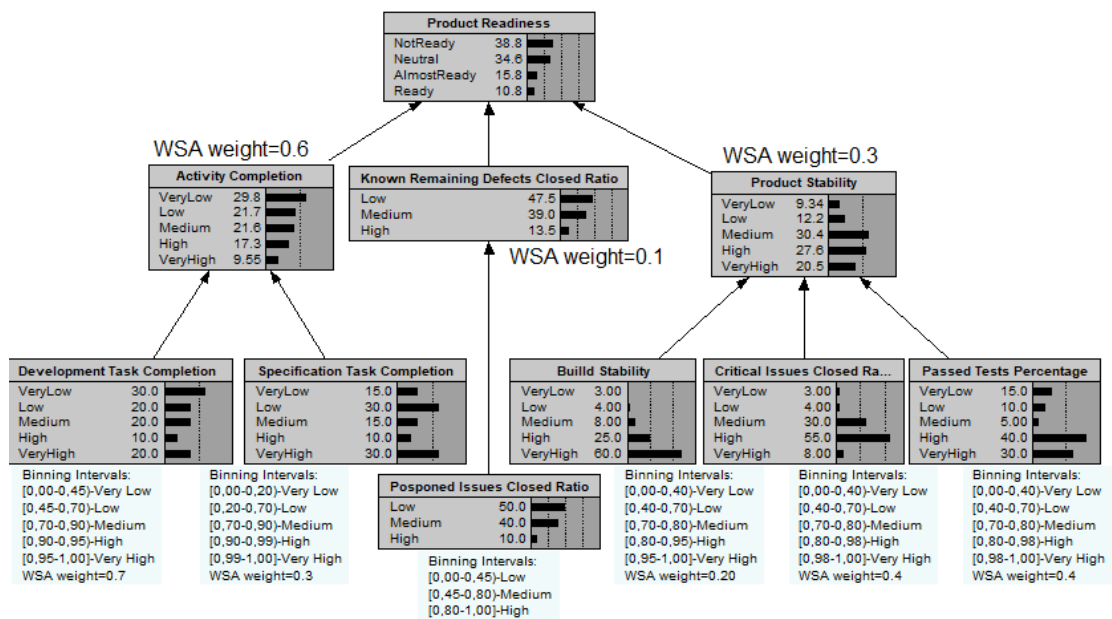 Product Readiness
NotReady 38.8
Neutral 34.6
AlmostReady 15.8
Ready 10.8
WSA weight=0.6
Activity Completion
VeryLow 29.8
Low 21.7
Medium 21.6
High 17.3
VeryHigh 9.55
Known Remaining Defects Closed Ratio
Low 47.5
Medium 39.0
High 13.5
WSA weight=0.1
WSA weight=0.3
Product Stability
VeryLow 9.34
Low 12.2
Medium 30.4
High 27.6
VeryHigh 20.5
Development Task Completion
VeryLow 30.0
Low 20.0
Medium 20.0
High 10.0
VeryHigh 20.0
Binning Intervals:
[0,00-0,45)-Very Low
[0,45-0,70)-Low
[0,70-0,90)-Medium
[0,90-0,95)-High
[0,95-1,00]-Very High
WSA weight=0.7
Specification Task Completion
VeryLow 15.0
Low 30.0
Medium 15.0
High 10.0
VeryHigh 30.0
Binning Intervals:
[0,00-0,20)-Very Low
[0,20-0,70)-Low
[0,70-0,90)-Medium
[0,90-0,99)-High
[0,99-1,00]-Very High
WSA weight=0.3
Posponed Issues Closed Ratio
Low 50.0
Medium 40.0
High 10.0
Binning Intervals:
[0,00-0,45)-Low
[0,45-0,80)-Medium
[0,80-1,00]-High
Builld Stability
VeryLow 3.00
Low 4.00
Medium 8.00
High 25.0
VeryHigh 60.0
Binning Intervals:
[0,00-0,40)-Very Low
[0,40-0,70)-Low
[0,70-0,80)-Medium
[0,80-0,95)-High
[0,95-1,00]-Very High
WSA weight=0.20
Critical Issues Closed Ra...
VeryLow 3.00
Low 4.00
Medium 30.0
High 55.0
VeryHigh 8.00
Binning Intervals:
[0,00-0,40)-Very Low
[0,40-0,70)-Low
[0,70-0,80)-Medium
[0,80-0,98)-High
[0,98-1,00]-Very High
WSA weight=0.4
Passed Tests Percentage
VeryLow 15.0
Low 10.0
Medium 5.00
High 40.0
VeryHigh 30.0
Binning Intervals:
[0,00-0,40)-Very Low
[0,40-0,70)-Low
[0,70-0,80)-Medium
[0,80-0,98)-High
[0,98-1,00]-Very High
WSA weight=0.4